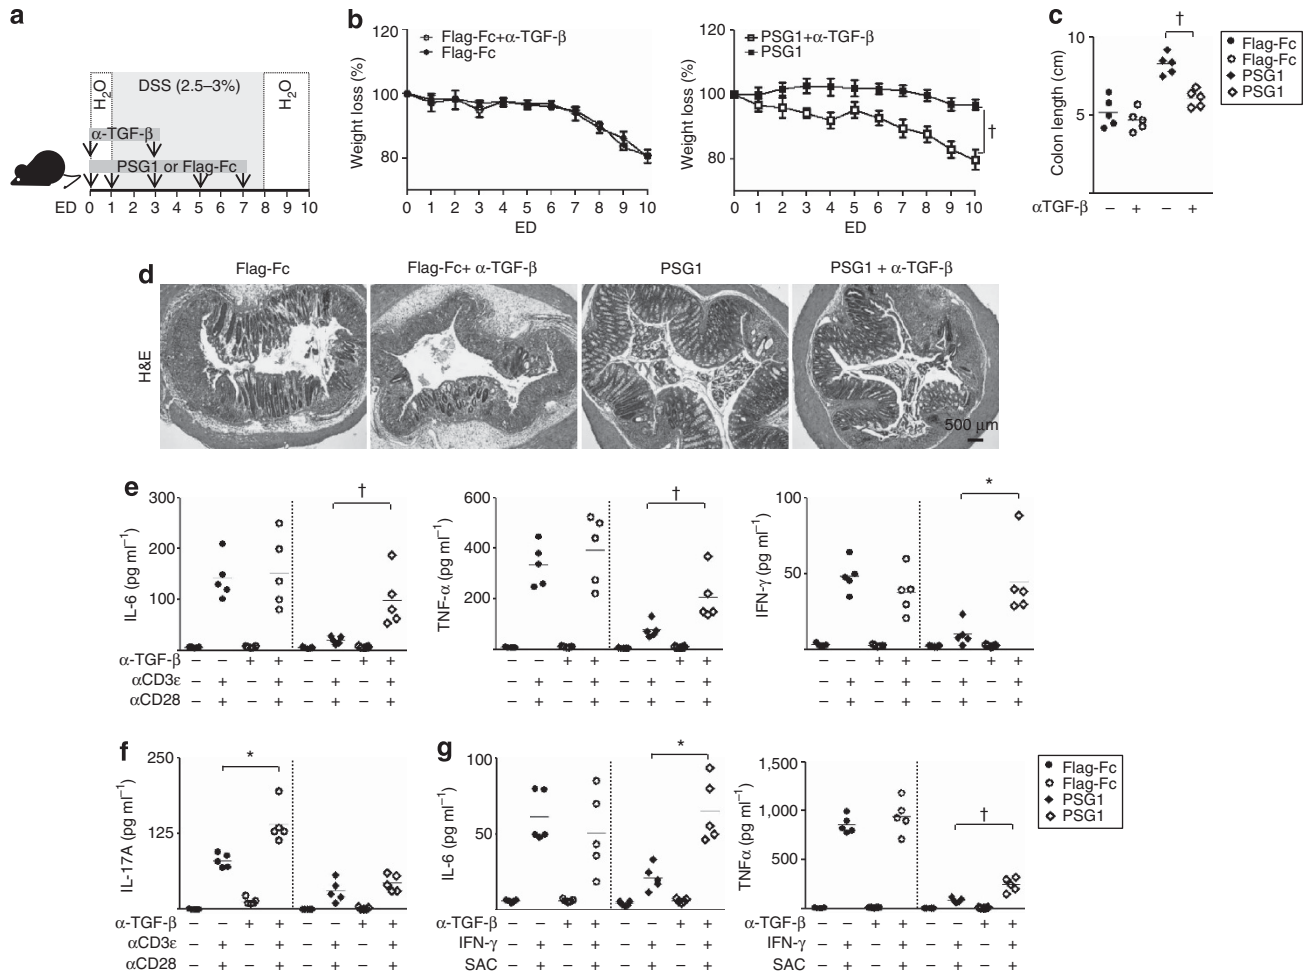 a
H2O
DSS (2.5–3%)
H2O
α-TGF-β
PSG1 or Flag-Fc
ED 0 1 2 3 4 5 6 7 8 9 10
b
120
100
80
Weight loss (%)
Flag-Fc+α-TGF-β
Flag-Fc
0 1 2 3 4 5 6 7 8 9 10
ED
120
100
80
Weight loss (%)
PSG1+α-TGF-β
PSG1
†
0 1 2 3 4 5 6 7 8 9 10
ED
c
10
5
0
Colon length (cm)
†
αTGF-β – + – +
Flag-Fc
Flag-Fc
PSG1
PSG1
d
Flag-Fc
Flag-Fc+ α-TGF-β
PSG1
PSG1 + α-TGF-β
H&E
500 μm
e
300
200
100
IL-6 (pg ml–1)
†
α-TGF-β – – + + – – + +
αCD3ε – + – + – + – +
αCD28 – + – + – + – +
600
400
200
TNF-α (pg ml–1)
†
– – + + – – + +
– + – + – + – +
– + – + – + – +
100
50
IFN-γ (pg ml–1)
*
– – + + – – + +
– + – + – + – +
– + – + – + – +
f
250
125
IL-17A (pg ml–1)
*
α-TGF-β – – + + – – + +
αCD3ε – + – + – + – +
αCD28 – + – + – + – +
g
100
50
IL-6 (pg ml–1)
*
α-TGF-β – – + + – – + +
IFN-γ – + – + – + – +
SAC – + – + – + – +
1,500
1,000
500
TNFα (pg ml–1)
†
α-TGF-β – – + + – – + +
IFN-γ – + – + – + – +
SAC – + – + – + – +
Flag-Fc
Flag-Fc
PSG1
PSG1